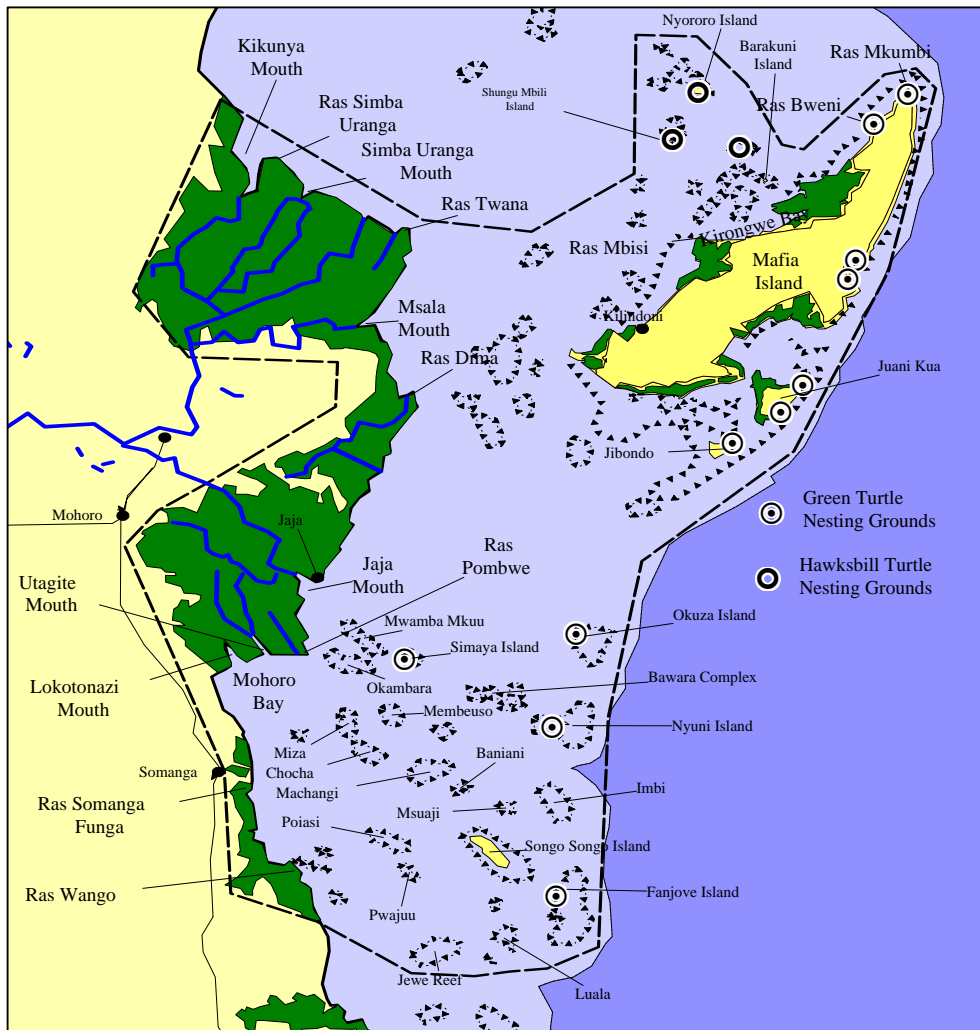 Nyororo Island
Kikunya
Mouth
Barakuni
Island
Ras Mkumbi
Shungu Mbili
Island
Ras Simba
Uranga
Ras Bweni
Simba Uranga
Mouth
Ras Twana
Kirongwe Bay
Ras Mbisi
Mafia
Island
Msala
Mouth
Kilindoni
Ras Dima
Juani Kua
Jibondo
Green Turtle
Nesting Grounds
Mohoro
Jaja
Ras
Pombwe
Jaja
Mouth
Hawksbill Turtle
Nesting Grounds
Utagite
Mouth
Mwamba Mkuu
Okuza Island
Simaya Island
Lokotonazi
Mouth
Mohoro
Bay
Okambara
Bawara Complex
Membeuso
Nyuni Island
Miza
Baniani
Chocha
Somanga
Machangi
Imbi
Ras Somanga
Funga
Msuaji
Poiasi
Songo Songo Island
Ras Wango
Fanjove Island
Pwajuu
Jewe Reef
Luala